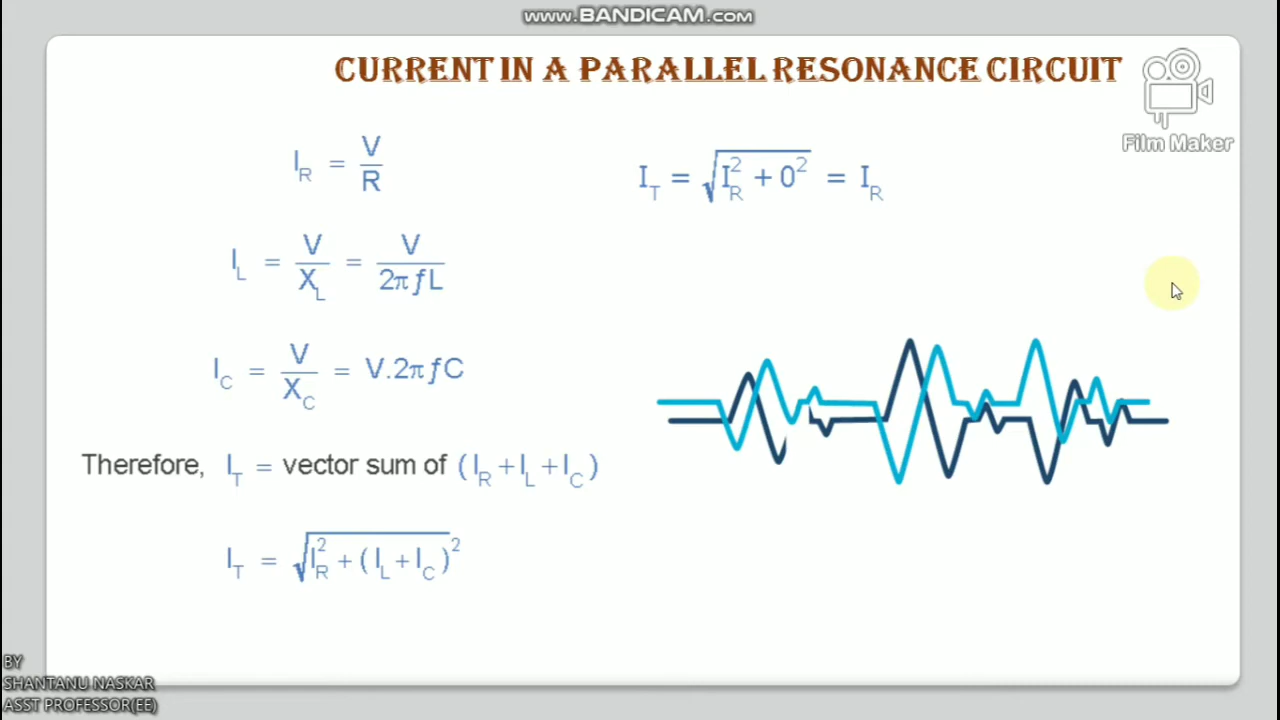 www.BANDICAM.com
CURRENT IN A PARALLEL RESONANCE CIRCUIT
Film Maker
I_R = V/R
I_T = √(I_R² + 0²) = I_R
I_L = V/X_L = V/2πƒL
I_C = V/X_C = V.2πƒC
Therefore, I_T = vector sum of (I_R+I_L+I_C)
I_T = √(I_R² + (I_L+I_C)²)
BY
SHANTANU NASKAR
ASST PROFESSOR(EE)